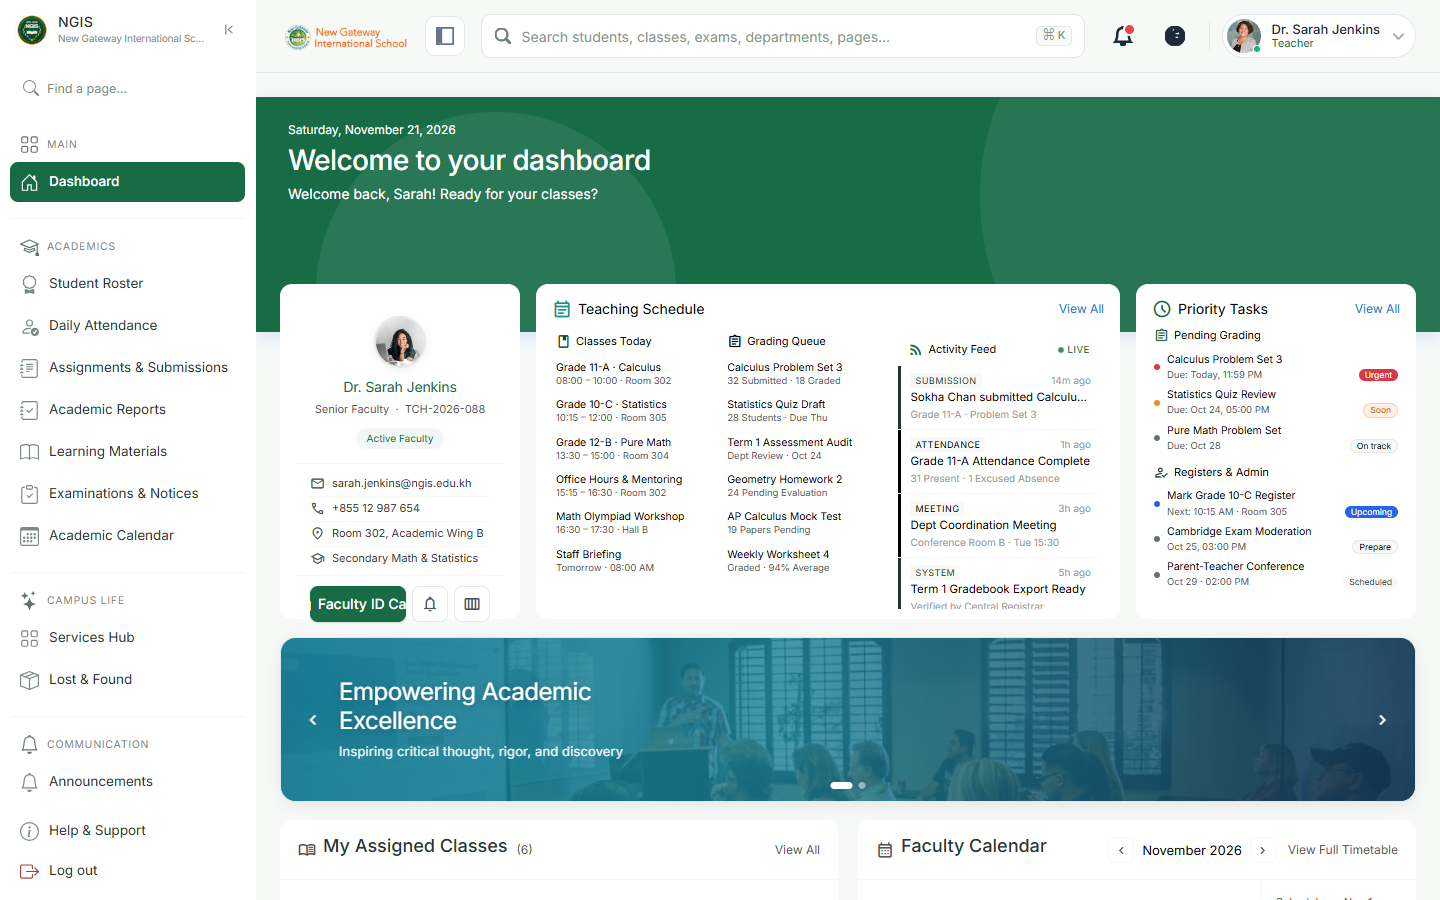 NGIS
New Gateway International Sc...
Find a page...
MAIN
Dashboard
ACADEMICS
Student Roster
Daily Attendance
Assignments & Submissions
Academic Reports
Learning Materials
Examinations & Notices
Academic Calendar
CAMPUS LIFE
Services Hub
Lost & Found
COMMUNICATION
Announcements
Help & Support
Log out
New Gateway
International School
Search students, classes, exams, departments, pages...
⌘ K
Dr. Sarah Jenkins
Teacher
Saturday, November 21, 2026
Welcome to your dashboard
Welcome back, Sarah! Ready for your classes?
Dr. Sarah Jenkins
Senior Faculty · TCH-2026-088
Active Faculty
sarah.jenkins@ngis.edu.kh
+855 12 987 654
Room 302, Academic Wing B
Secondary Math & Statistics
Faculty ID Ca
Teaching Schedule
View All
Classes Today
Grade 11-A · Calculus
08:00 – 10:00 · Room 302
Grade 10-C · Statistics
10:15 – 12:00 · Room 305
Grade 12-B · Pure Math
13:30 – 15:00 · Room 304
Office Hours & Mentoring
15:15 – 16:30 · Room 302
Math Olympiad Workshop
16:30 – 17:30 · Hall B
Staff Briefing
Tomorrow · 08:00 AM
Grading Queue
Calculus Problem Set 3
32 Submitted · 18 Graded
Statistics Quiz Draft
28 Students · Due Thu
Term 1 Assessment Audit
Dept Review · Oct 24
Geometry Homework 2
24 Pending Evaluation
AP Calculus Mock Test
19 Papers Pending
Weekly Worksheet 4
Graded · 94% Average
Activity Feed
LIVE
SUBMISSION 14m ago
Sokha Chan submitted Calculu...
Grade 11-A · Problem Set 3
ATTENDANCE 1h ago
Grade 11-A Attendance Complete
31 Present · 1 Excused Absence
MEETING 3h ago
Dept Coordination Meeting
Conference Room B · Tue 15:30
SYSTEM 5h ago
Term 1 Gradebook Export Ready
Verified by Central Registrar
Priority Tasks
View All
Pending Grading
Calculus Problem Set 3
Due: Today, 11:59 PM
Urgent
Statistics Quiz Review
Due: Oct 24, 05:00 PM
Soon
Pure Math Problem Set
Due: Oct 28
On track
Registers & Admin
Mark Grade 10-C Register
Next: 10:15 AM · Room 305
Upcoming
Cambridge Exam Moderation
Oct 25, 03:00 PM
Prepare
Parent-Teacher Conference
Oct 29 · 02:00 PM
Scheduled
Empowering Academic
Excellence
Inspiring critical thought, rigor, and discovery
My Assigned Classes (6)
View All
Faculty Calendar
November 2026
View Full Timetable